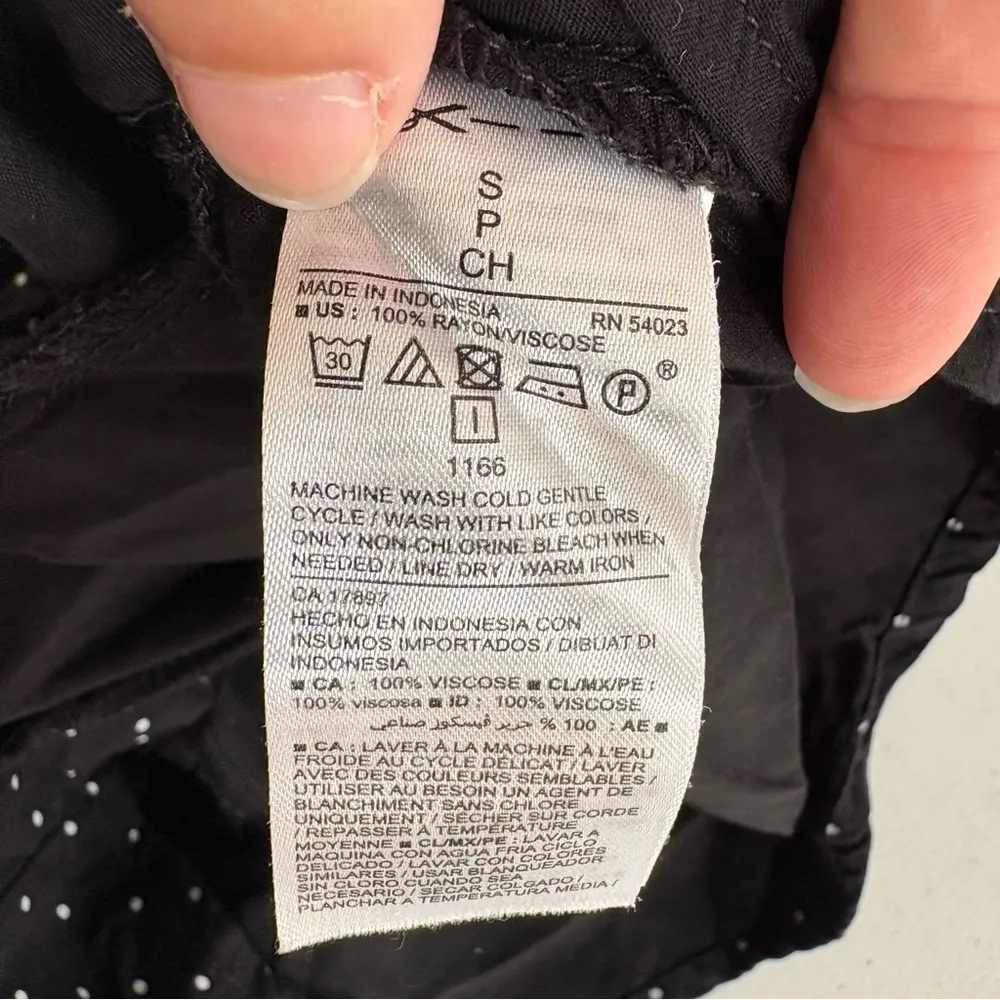 S
P
CH
MADE IN INDONESIA RN 54023
US : 100% RAYON/VISCOSE
30 P ®
I
1166
MACHINE WASH COLD GENTLE
CYCLE / WASH WITH LIKE COLORS /
ONLY NON-CHLORINE BLEACH WHEN
NEEDED / LINE DRY / WARM IRON
CA 17897
HECHO EN INDONESIA CON
INSUMOS IMPORTADOS / DIBUAT DI
INDONESIA
CA : 100% VISCOSE CL/MX/PE :
100% viscosa ID : 100% VISCOSE
AE : 100 % حرير فيسكوز صناعي
CA : LAVER À LA MACHINE À L'EAU
FROIDE AU CYCLE DÉLICAT / LAVER
AVEC DES COULEURS SEMBLABLES /
UTILISER AU BESOIN UN AGENT DE
BLANCHIMENT SANS CHLORE
UNIQUEMENT / SÉCHER SUR CORDE
/ REPASSER À TEMPÉRATURE
MOYENNE CL/MX/PE : LAVAR A
MAQUINA CON AGUA FRIA CICLO
DELICADO / LAVAR CON COLORES
SIMILARES / USAR BLANQUEADOR
SIN CLORO CUANDO SEA
NECESARIO / SECAR COLGADO /
PLANCHAR A TEMPERATURA MEDIA /